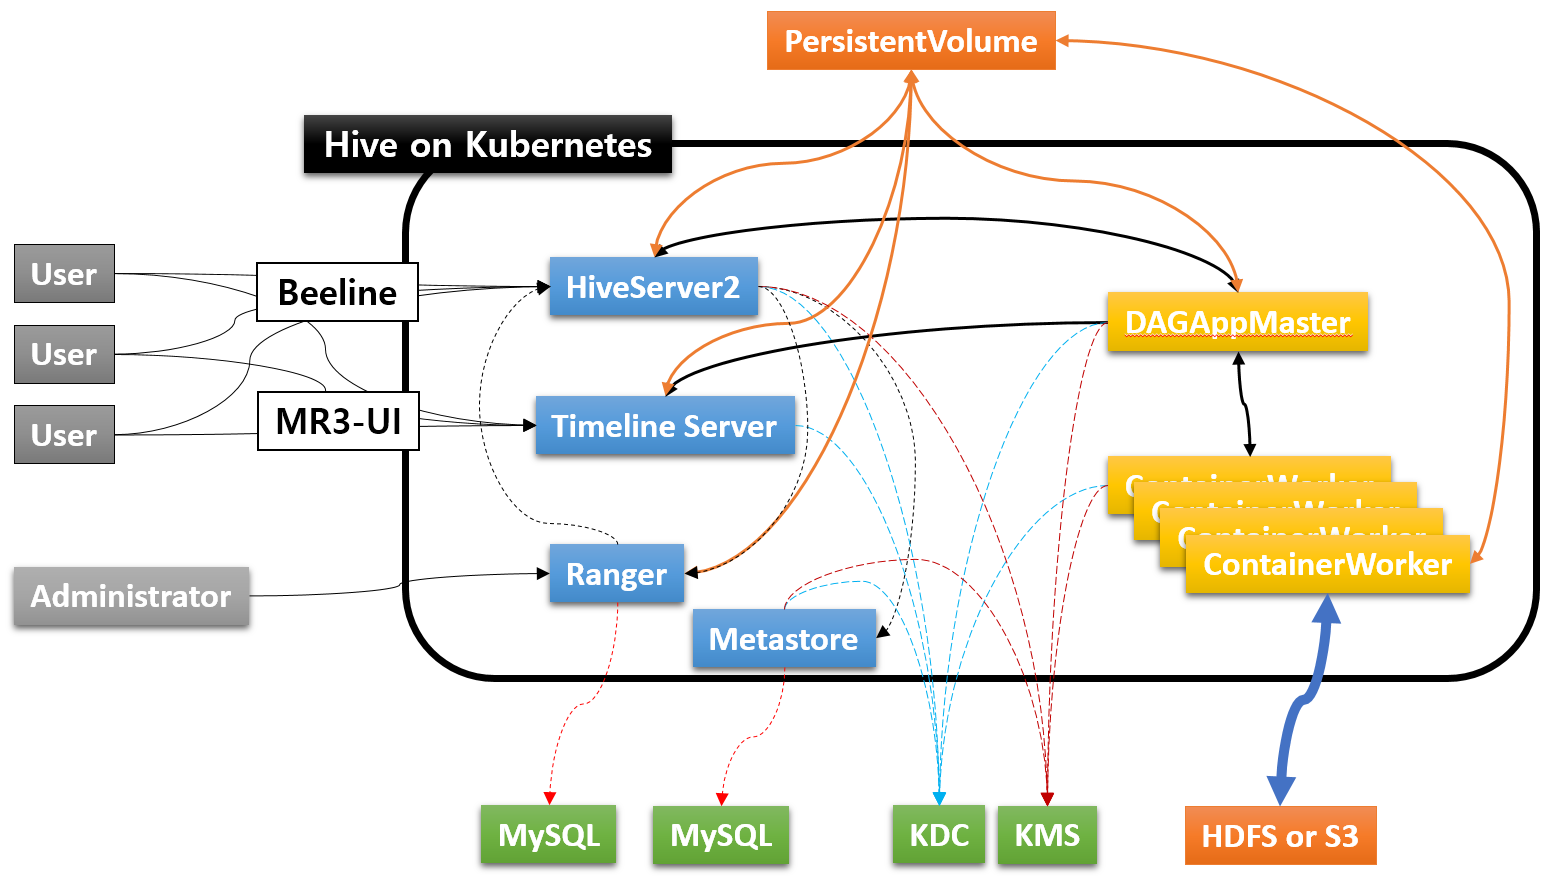 PersistentVolume
Hive on Kubernetes
User
Beeline
HiveServer2
DAGAppMaster
User
User
MR3-UI
Timeline Server
ContainerWorker
ContainerWorker
ContainerWorker
ContainerWorker
Ranger
Administrator
Metastore
MySQL
MySQL
KDC
KMS
HDFS or S3